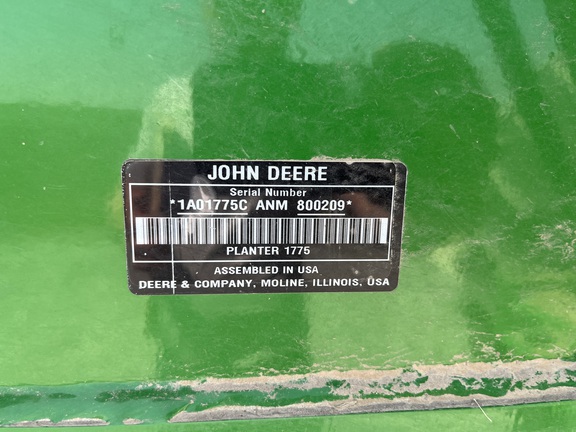 JOHN DEERE
Serial Number
*1A01775C ANM 800209*
PLANTER 1775
ASSEMBLED IN USA
DEERE & COMPANY, MOLINE, ILLINOIS, USA